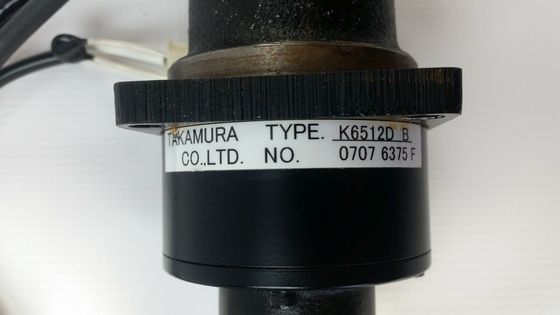 TAKAMURA TYPE. K6512D B
CO.,LTD. NO. 0707 6375 F